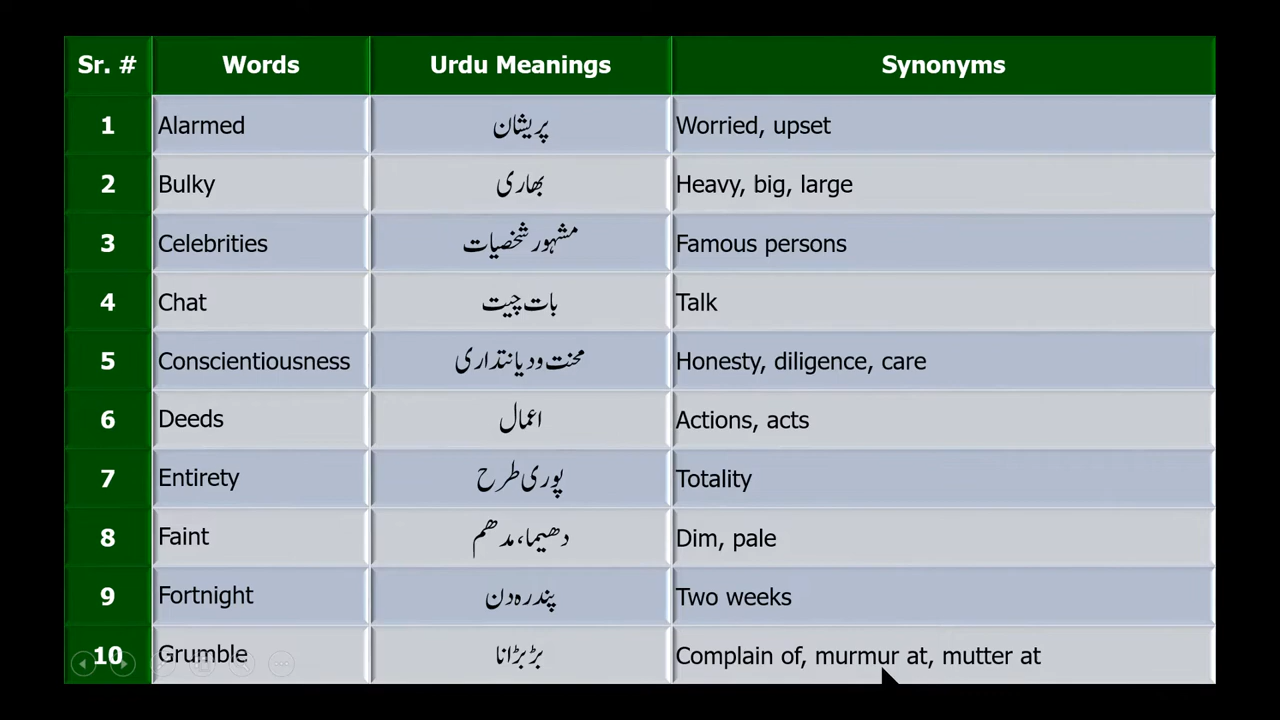 Sr. # Words Urdu Meanings Synonyms
1 Alarmed پریشان Worried, upset
2 Bulky بھاری Heavy, big, large
3 Celebrities مشہور شخصیات Famous persons
4 Chat بات چیت Talk
5 Conscientiousness محنت و دیانتداری Honesty, diligence, care
6 Deeds اعمال Actions, acts
7 Entirety پوری طرح Totality
8 Faint دھیما، مدھم Dim, pale
9 Fortnight پندرہ دن Two weeks
10 Grumble بڑبڑانا Complain of, murmur at, mutter at